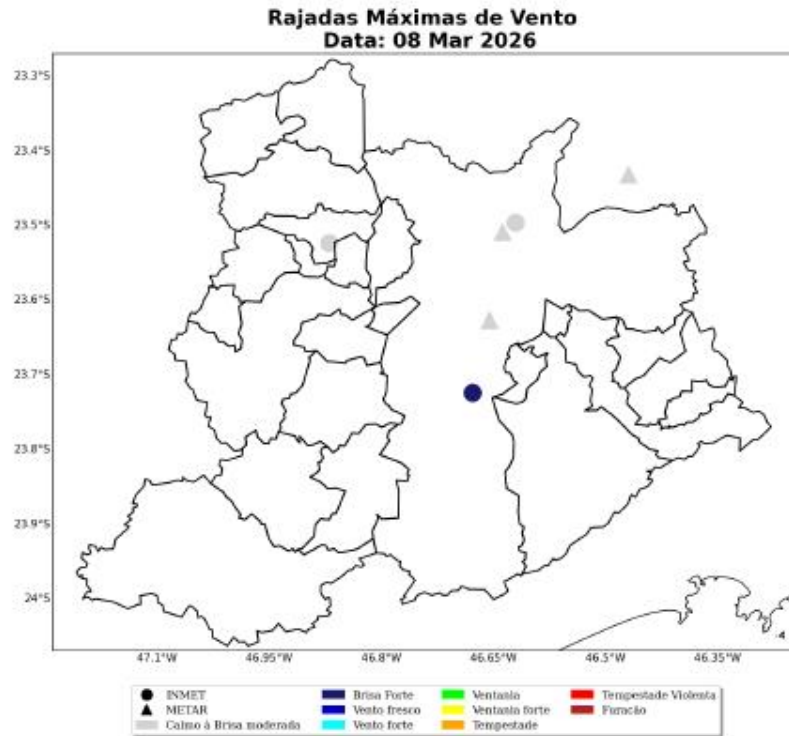 Rajadas Máximas de Vento
Data: 08 Mar 2026
23.3°S
23.4°S
23.5°S
23.6°S
23.7°S
23.8°S
23.9°S
24°S
-4
47.1°W 46.95°W 46.8°W 46.65°W 46.5°W 46.35°W
INMET Brisa Forte Ventania Tempestade Violenta
METAR Vento fresco Ventania forte Furacão
Calmo à Brisa moderada Vento forte Tempestade